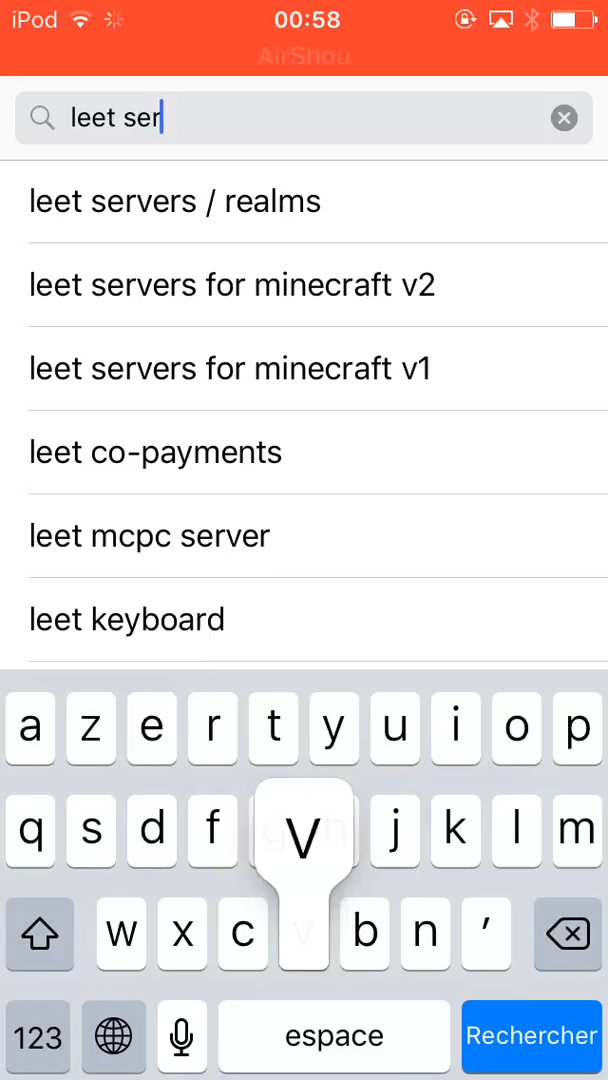 iPod 00:58
AirShou
leet ser
leet servers / realms
leet servers for minecraft v2
leet servers for minecraft v1
leet co-payments
leet mcpc server
leet keyboard
a z e r t y u i o p
q s d f g h j k l m
V
w x c v b n ’
123 espace Rechercher